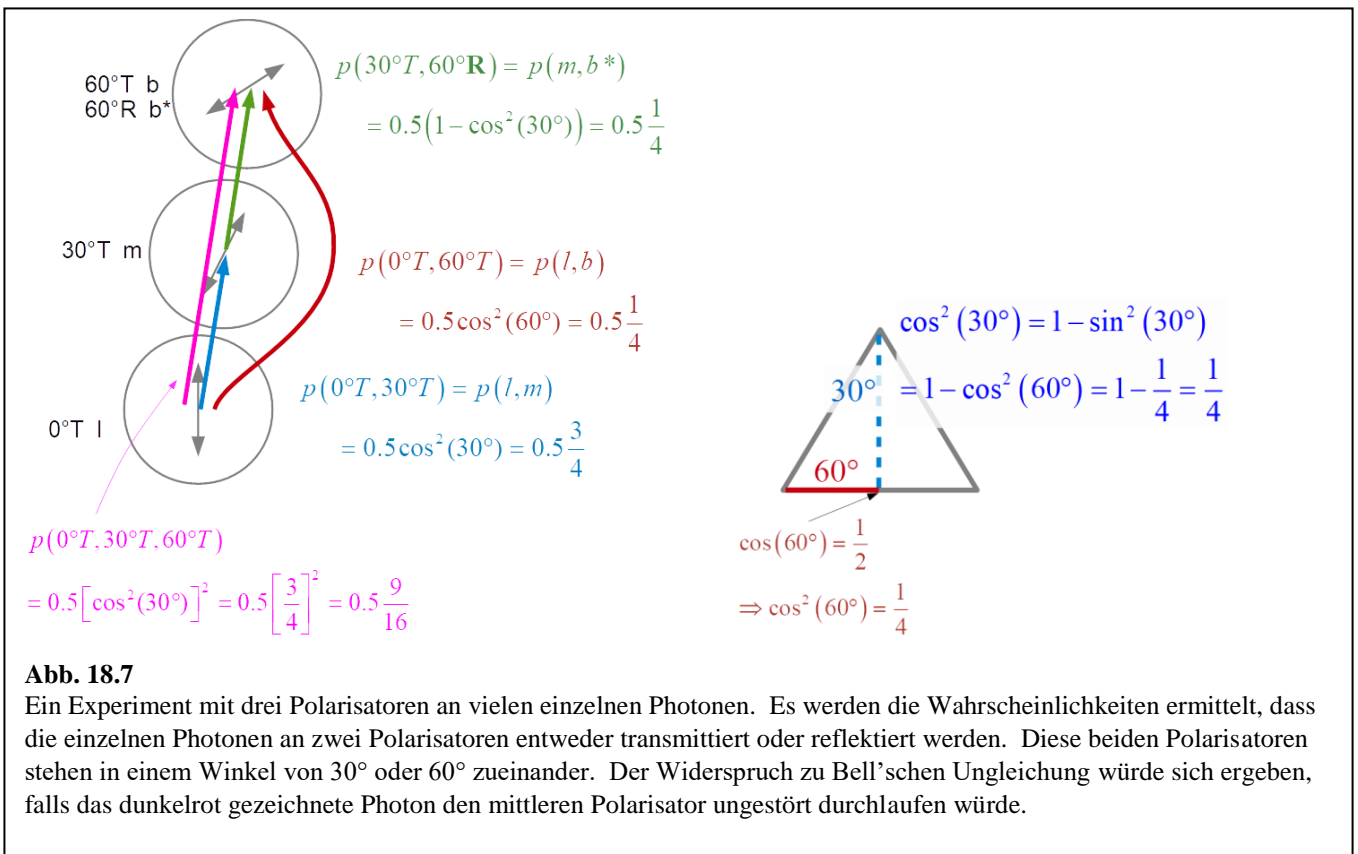 60°T b
60°R b*
p(30°T, 60°R) = p(m, b*)
= 0.5(1 − cos²(30°)) = 0.5 1/4
30°T m
p(0°T, 60°T) = p(l, b)
= 0.5 cos²(60°) = 0.5 1/4
p(0°T, 30°T) = p(l, m)
= 0.5 cos²(30°) = 0.5 3/4
0°T l
p(0°T, 30°T, 60°T)
= 0.5[cos²(30°)]² = 0.5[3/4]² = 0.5 9/16
cos²(30°) = 1 − sin²(30°)
30° = 1 − cos²(60°) = 1 − 1/4 = 1/4
60°
cos(60°) = 1/2
⇒ cos²(60°) = 1/4
Abb. 18.7
Ein Experiment mit drei Polarisatoren an vielen einzelnen Photonen. Es werden die Wahrscheinlichkeiten ermittelt, dass
die einzelnen Photonen an zwei Polarisatoren entweder transmittiert oder reflektiert werden. Diese beiden Polarisatoren
stehen in einem Winkel von 30° oder 60° zueinander. Der Widerspruch zu Bell’schen Ungleichung würde sich ergeben,
falls das dunkelrot gezeichnete Photon den mittleren Polarisator ungestört durchlaufen würde.